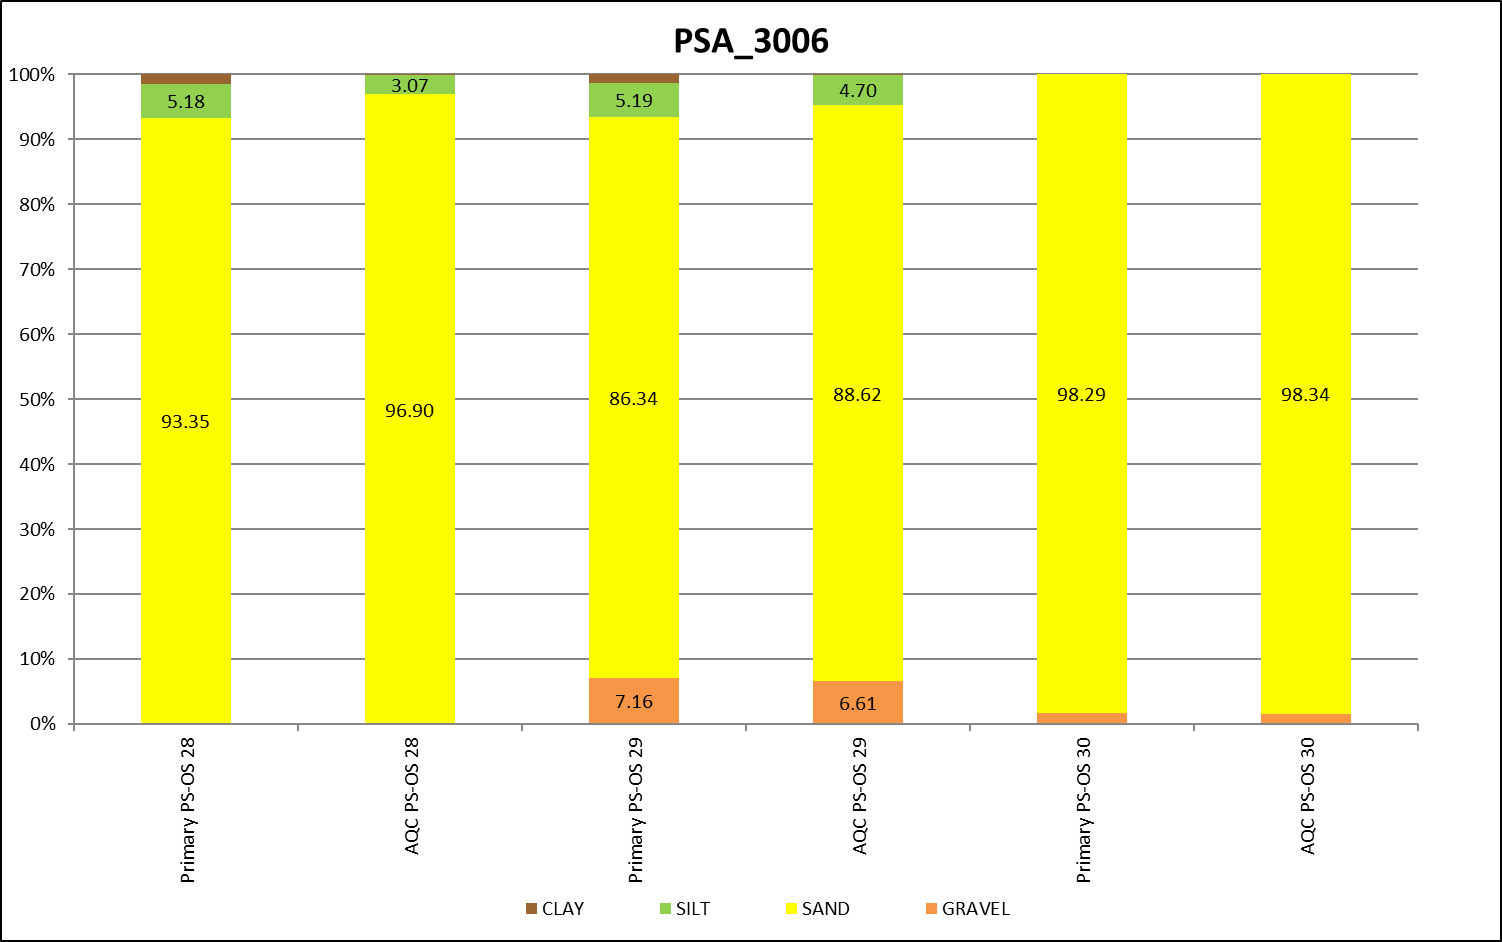 PSA_3006
100%
90%
80%
70%
60%
50%
40%
30%
20%
10%
0%
5.18
3.07
5.19
4.70
93.35
96.90
86.34
88.62
98.29
98.34
7.16
6.61
Primary PS-OS 28
AQC PS-OS 28
Primary PS-OS 29
AQC PS-OS 29
Primary PS-OS 30
AQC PS-OS 30
CLAY
SILT
SAND
GRAVEL